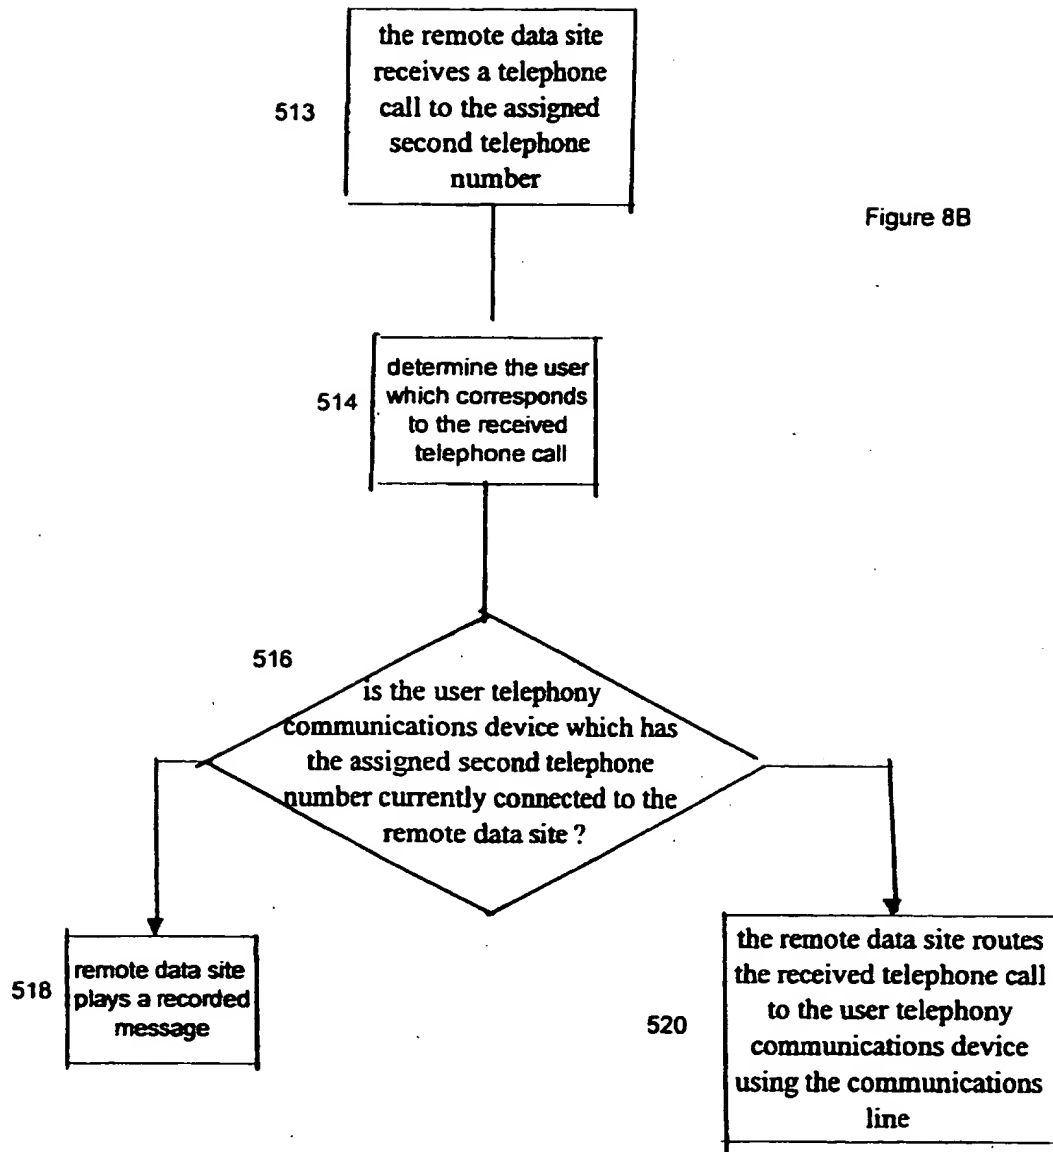 the remote data site
receives a telephone
call to the assigned
second telephone
number
513
Figure 8B
determine the user
which corresponds
to the received
telephone call
514
516
is the user telephony
communications device which has
the assigned second telephone
number currently connected to the
remote data site ?
518
remote data site
plays a recorded
message
520
the remote data site routes
the received telephone call
to the user telephony
communications device
using the communications
line